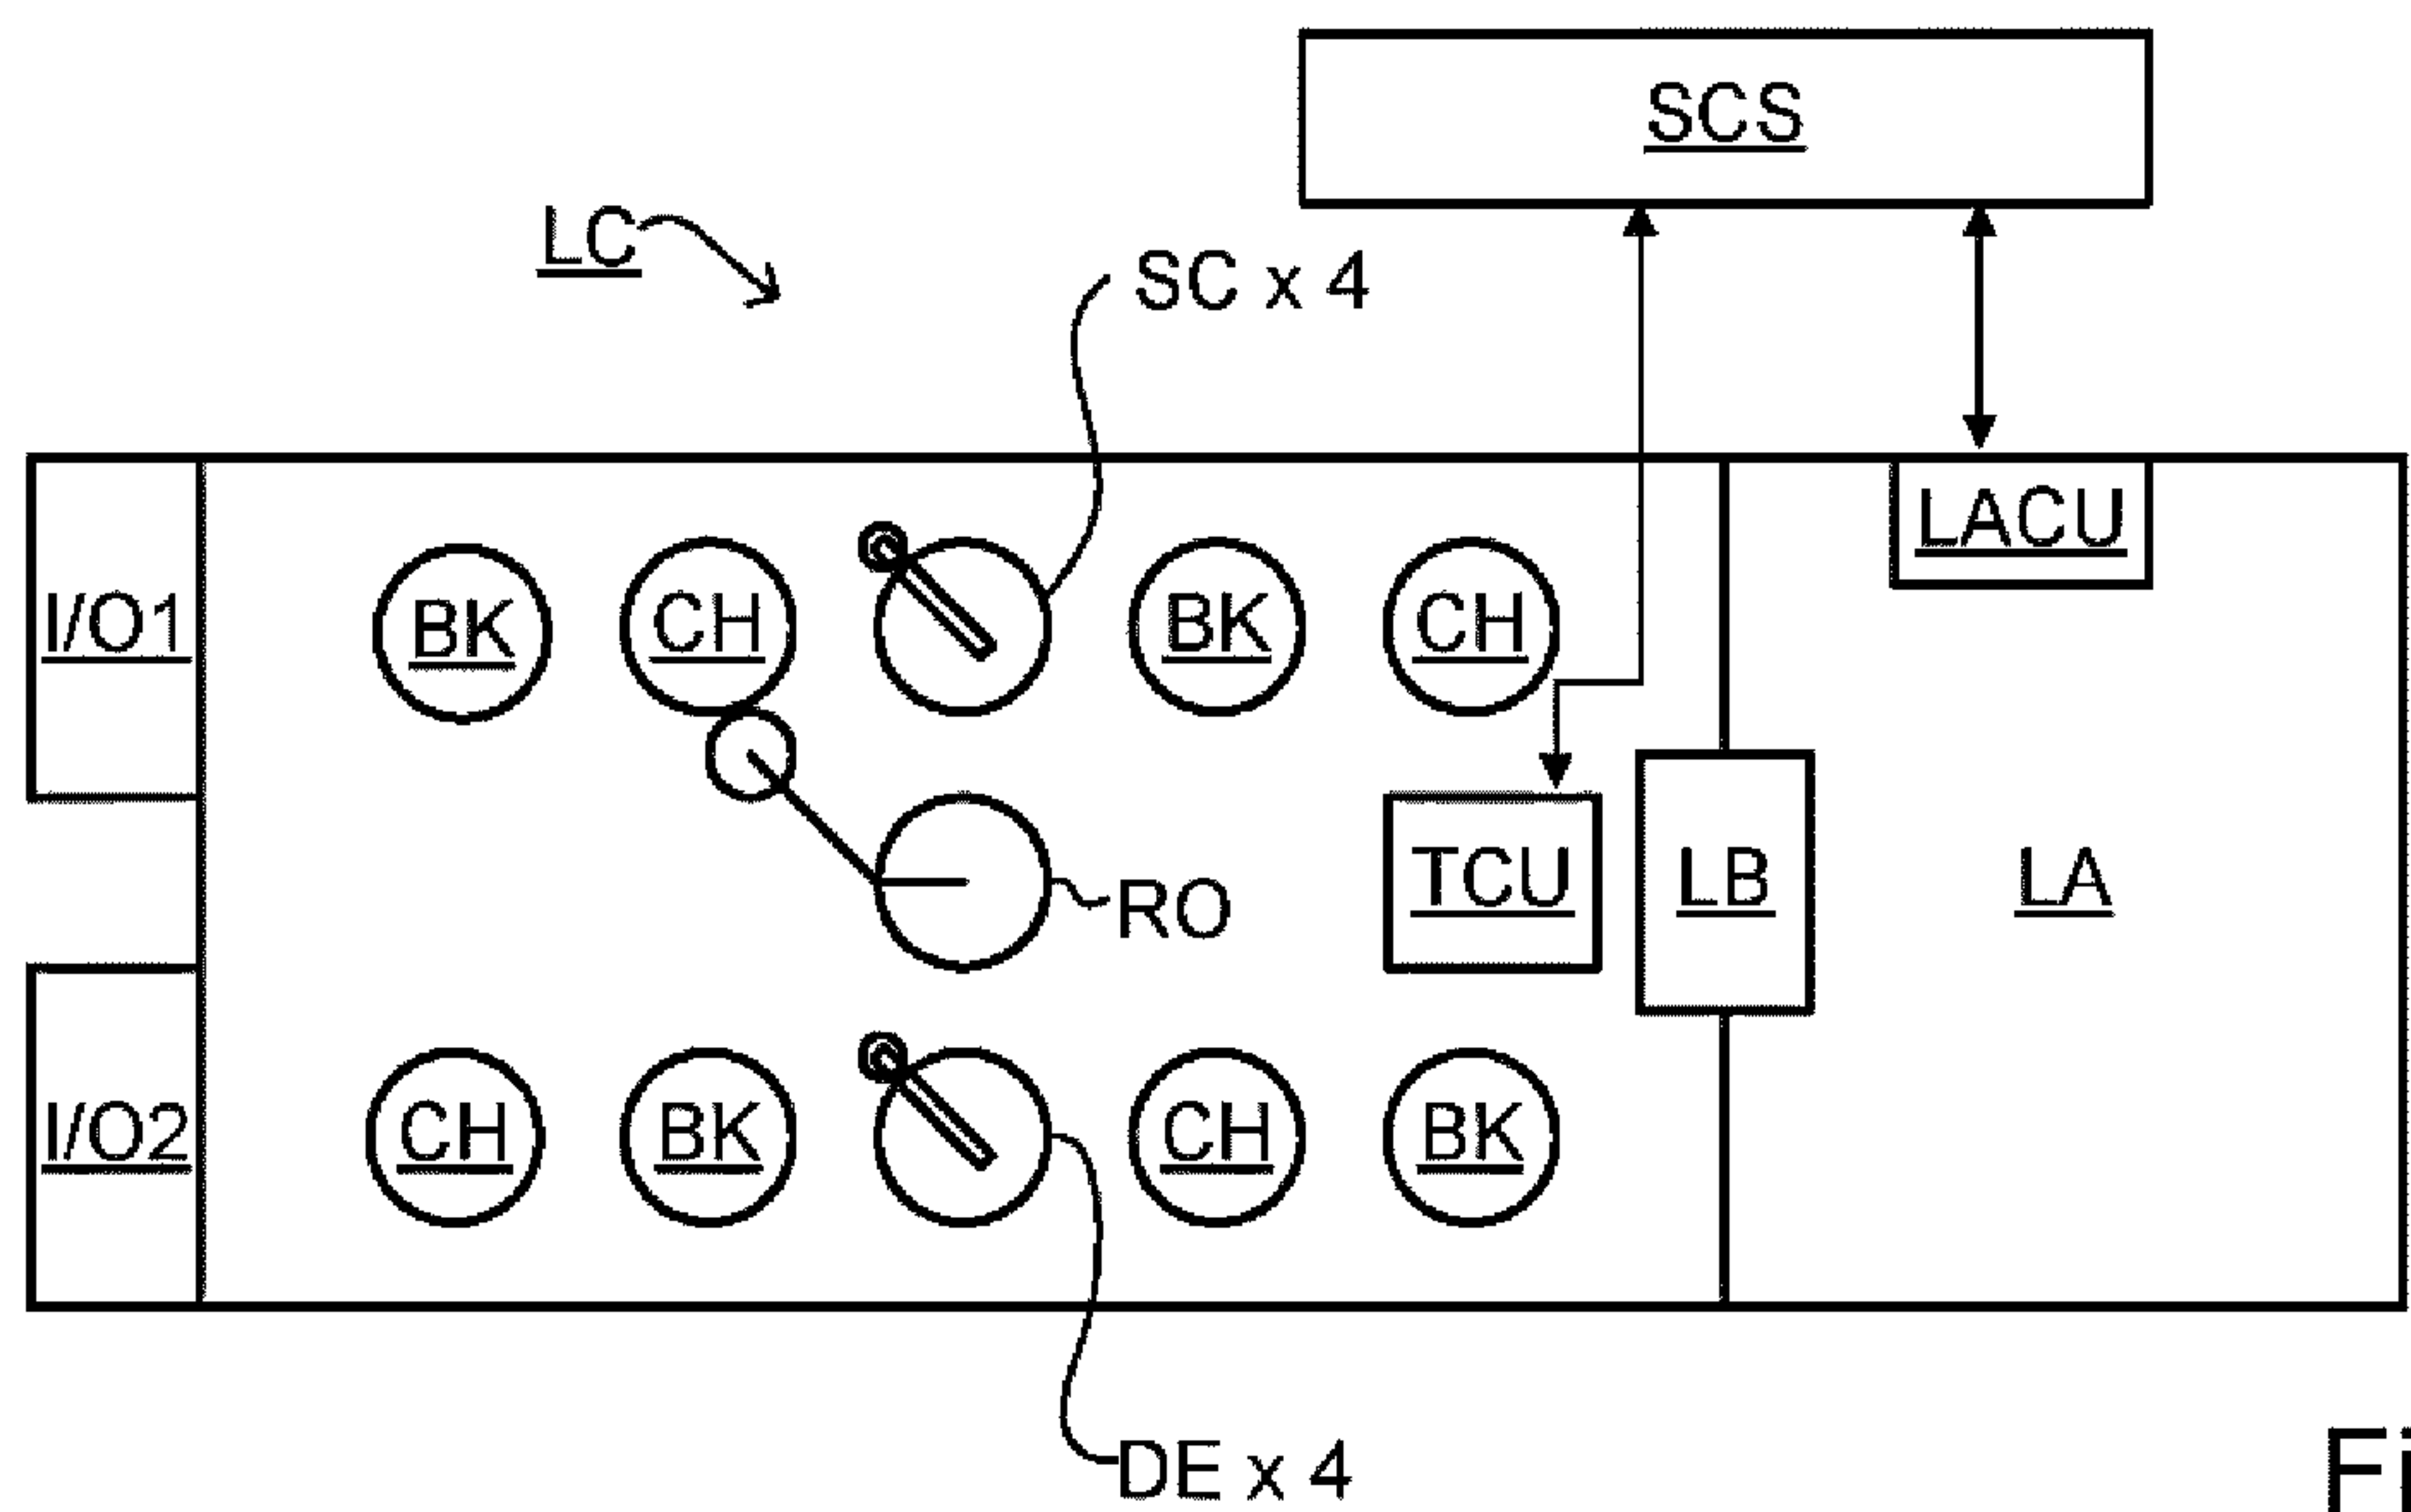 SCS
LC
SC x 4
LACU
I/O1
BK
CH
BK
CH
RO
TCU
LB
LA
I/O2
CH
BK
CH
BK
DE x 4
Fi